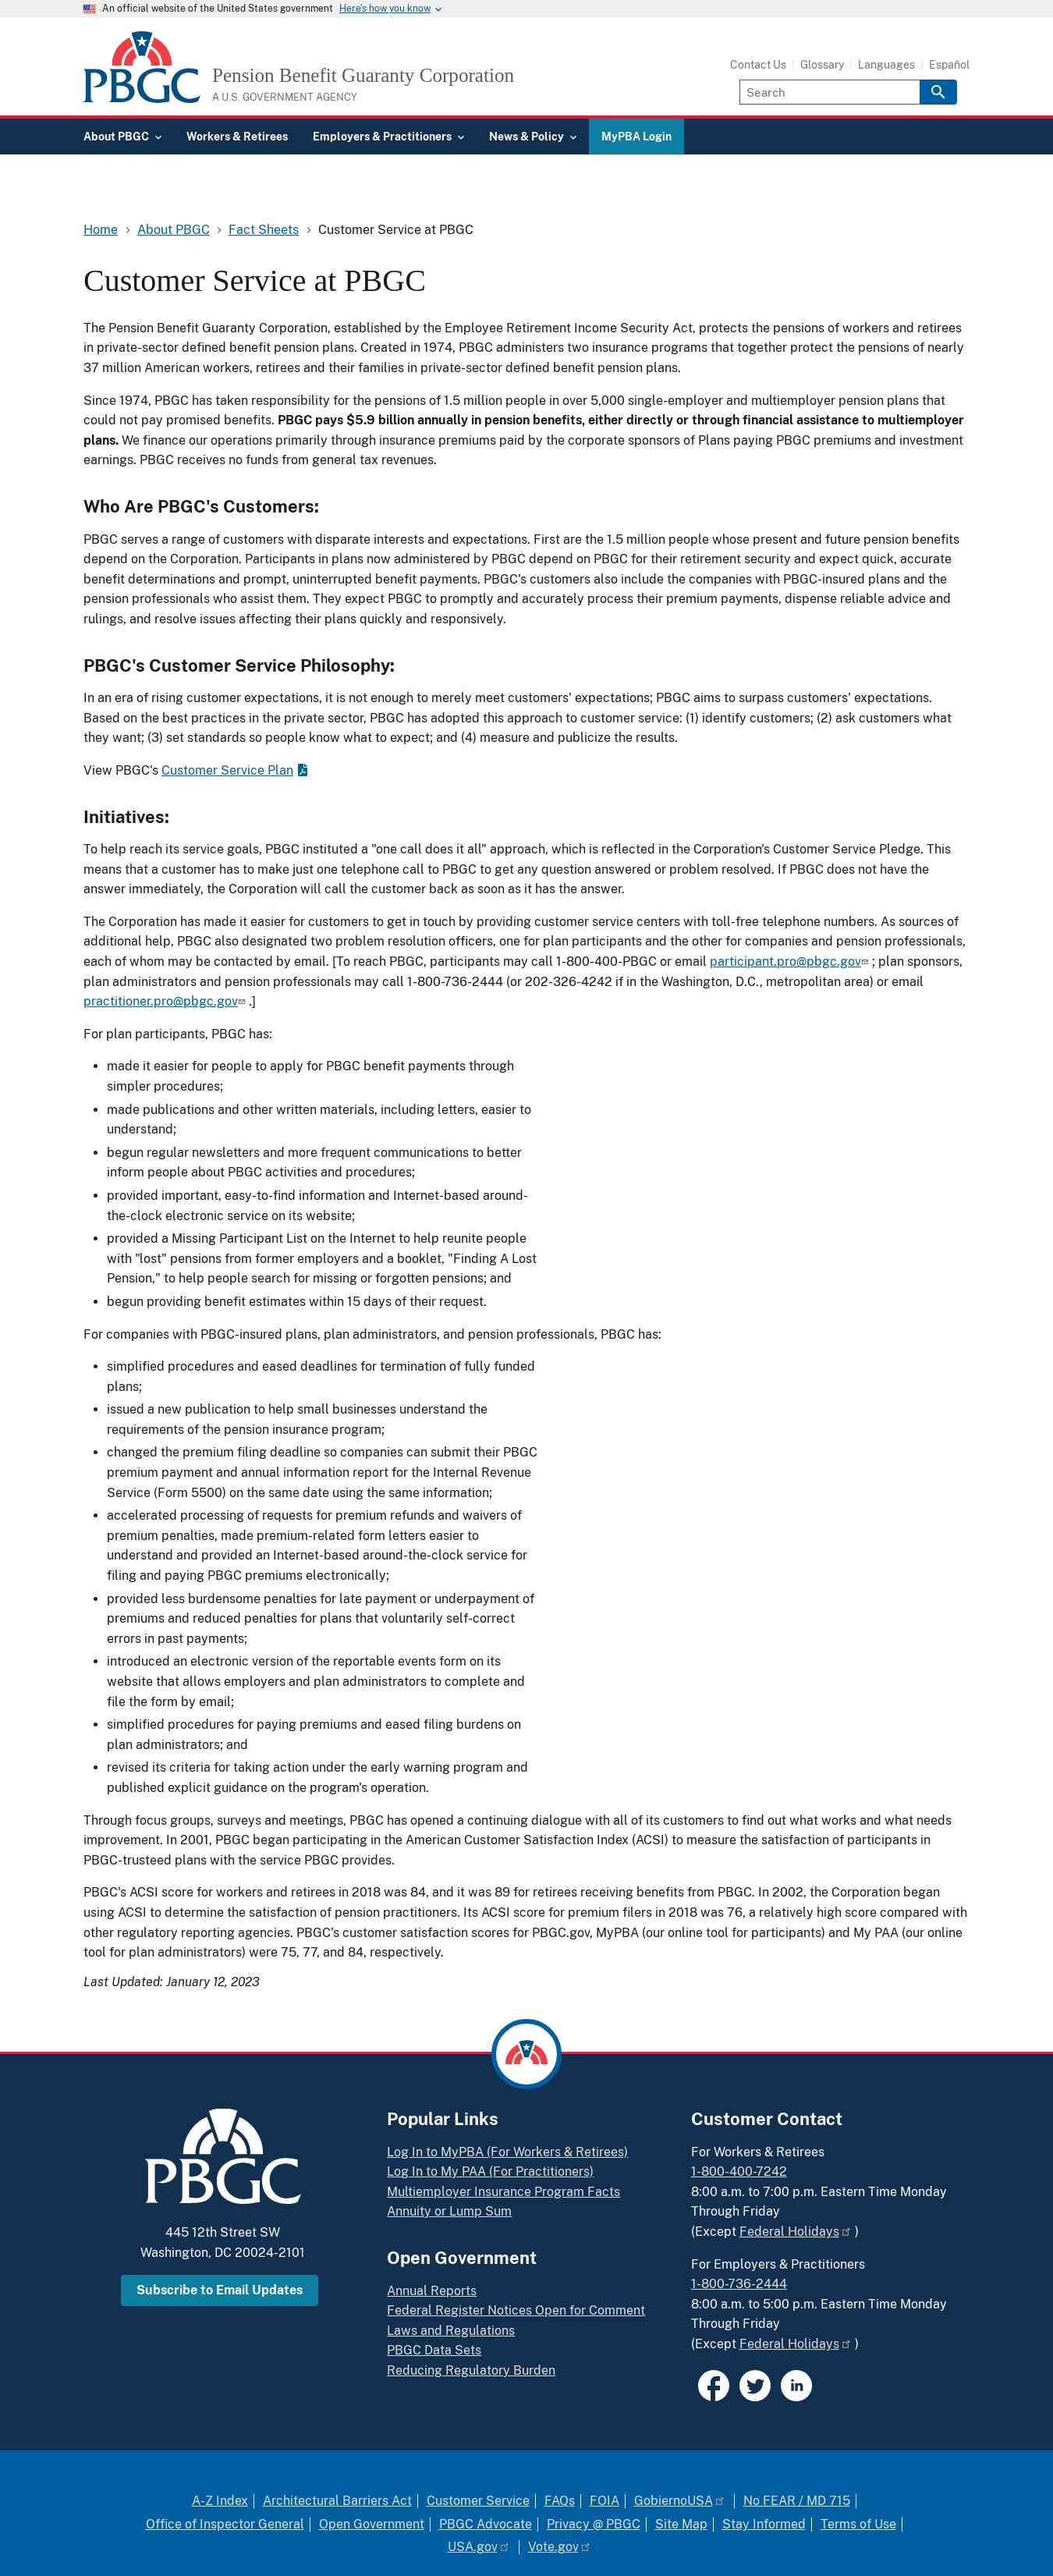 An official website of the United States government Here's how you know
PBGC
Pension Benefit Guaranty Corporation
A U.S. GOVERNMENT AGENCY
Contact Us Glossary Languages Español
Search
About PBGC Workers & Retirees Employers & Practitioners News & Policy MyPBA Login
Home About PBGC Fact Sheets Customer Service at PBGC
Customer Service at PBGC
The Pension Benefit Guaranty Corporation, established by the Employee Retirement Income Security Act, protects the pensions of workers and retirees
in private-sector defined benefit pension plans. Created in 1974, PBGC administers two insurance programs that together protect the pensions of nearly
37 million American workers, retirees and their families in private-sector defined benefit pension plans.
Since 1974, PBGC has taken responsibility for the pensions of 1.5 million people in over 5,000 single-employer and multiemployer pension plans that
could not pay promised benefits. PBGC pays $5.9 billion annually in pension benefits, either directly or through financial assistance to multiemployer
plans. We finance our operations primarily through insurance premiums paid by the corporate sponsors of Plans paying PBGC premiums and investment
earnings. PBGC receives no funds from general tax revenues.
Who Are PBGC's Customers:
PBGC serves a range of customers with disparate interests and expectations. First are the 1.5 million people whose present and future pension benefits
depend on the Corporation. Participants in plans now administered by PBGC depend on PBGC for their retirement security and expect quick, accurate
benefit determinations and prompt, uninterrupted benefit payments. PBGC's customers also include the companies with PBGC-insured plans and the
pension professionals who assist them. They expect PBGC to promptly and accurately process their premium payments, dispense reliable advice and
rulings, and resolve issues affecting their plans quickly and responsively.
PBGC's Customer Service Philosophy:
In an era of rising customer expectations, it is not enough to merely meet customers' expectations; PBGC aims to surpass customers' expectations.
Based on the best practices in the private sector, PBGC has adopted this approach to customer service: (1) identify customers; (2) ask customers what
they want; (3) set standards so people know what to expect; and (4) measure and publicize the results.
View PBGC's Customer Service Plan
Initiatives:
To help reach its service goals, PBGC instituted a "one call does it all" approach, which is reflected in the Corporation's Customer Service Pledge. This
means that a customer has to make just one telephone call to PBGC to get any question answered or problem resolved. If PBGC does not have the
answer immediately, the Corporation will call the customer back as soon as it has the answer.
The Corporation has made it easier for customers to get in touch by providing customer service centers with toll-free telephone numbers. As sources of
additional help, PBGC also designated two problem resolution officers, one for plan participants and the other for companies and pension professionals,
each of whom may be contacted by email. [To reach PBGC, participants may call 1-800-400-PBGC or email participant.pro@pbgc.gov ; plan sponsors,
plan administrators and pension professionals may call 1-800-736-2444 (or 202-326-4242 if in the Washington, D.C., metropolitan area) or email
practitioner.pro@pbgc.gov .]
For plan participants, PBGC has:
• made it easier for people to apply for PBGC benefit payments through
simpler procedures;
• made publications and other written materials, including letters, easier to
understand;
• begun regular newsletters and more frequent communications to better
inform people about PBGC activities and procedures;
• provided important, easy-to-find information and Internet-based around-
the-clock electronic service on its website;
• provided a Missing Participant List on the Internet to help reunite people
with "lost" pensions from former employers and a booklet, "Finding A Lost
Pension," to help people search for missing or forgotten pensions; and
• begun providing benefit estimates within 15 days of their request.
For companies with PBGC-insured plans, plan administrators, and pension professionals, PBGC has:
• simplified procedures and eased deadlines for termination of fully funded
plans;
• issued a new publication to help small businesses understand the
requirements of the pension insurance program;
• changed the premium filing deadline so companies can submit their PBGC
premium payment and annual information report for the Internal Revenue
Service (Form 5500) on the same date using the same information;
• accelerated processing of requests for premium refunds and waivers of
premium penalties, made premium-related form letters easier to
understand and provided an Internet-based around-the-clock service for
filing and paying PBGC premiums electronically;
• provided less burdensome penalties for late payment or underpayment of
premiums and reduced penalties for plans that voluntarily self-correct
errors in past payments;
• introduced an electronic version of the reportable events form on its
website that allows employers and plan administrators to complete and
file the form by email;
• simplified procedures for paying premiums and eased filing burdens on
plan administrators; and
• revised its criteria for taking action under the early warning program and
published explicit guidance on the program's operation.
Through focus groups, surveys and meetings, PBGC has opened a continuing dialogue with all of its customers to find out what works and what needs
improvement. In 2001, PBGC began participating in the American Customer Satisfaction Index (ACSI) to measure the satisfaction of participants in
PBGC-trusteed plans with the service PBGC provides.
PBGC's ACSI score for workers and retirees in 2018 was 84, and it was 89 for retirees receiving benefits from PBGC. In 2002, the Corporation began
using ACSI to determine the satisfaction of pension practitioners. Its ACSI score for premium filers in 2018 was 76, a relatively high score compared with
other regulatory reporting agencies. PBGC's customer satisfaction scores for PBGC.gov, MyPBA (our online tool for participants) and My PAA (our online
tool for plan administrators) were 75, 77, and 84, respectively.
Last Updated: January 12, 2023
PBGC
445 12th Street SW
Washington, DC 20024-2101
Subscribe to Email Updates
Popular Links
Log In to MyPBA (For Workers & Retirees)
Log In to My PAA (For Practitioners)
Multiemployer Insurance Program Facts
Annuity or Lump Sum
Open Government
Annual Reports
Federal Register Notices Open for Comment
Laws and Regulations
PBGC Data Sets
Reducing Regulatory Burden
Customer Contact
For Workers & Retirees
1-800-400-7242
8:00 a.m. to 7:00 p.m. Eastern Time Monday
Through Friday
(Except Federal Holidays )
For Employers & Practitioners
1-800-736-2444
8:00 a.m. to 5:00 p.m. Eastern Time Monday
Through Friday
(Except Federal Holidays )
A-Z Index Architectural Barriers Act Customer Service FAQs FOIA GobiernoUSA No FEAR / MD 715
Office of Inspector General Open Government PBGC Advocate Privacy @ PBGC Site Map Stay Informed Terms of Use
USA.gov Vote.gov